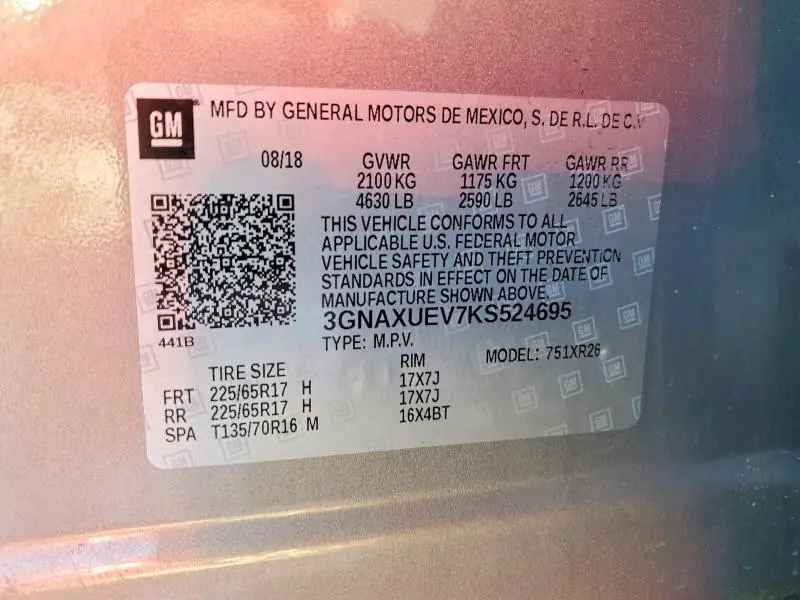 GM
MFD BY GENERAL MOTORS DE MEXICO, S. DE R.L. DE C.V
08/18 GVWR GAWR FRT GAWR RR
2100 KG 1175 KG 1200 KG
4630 LB 2590 LB 2645 LB
THIS VEHICLE CONFORMS TO ALL
APPLICABLE U.S. FEDERAL MOTOR
VEHICLE SAFETY AND THEFT PREVENTION
STANDARDS IN EFFECT ON THE DATE OF
MANUFACTURE SHOWN ABOVE.
3GNAXUEV7KS524695
441B
TYPE: M.P.V. MODEL: 751XR26
TIRE SIZE RIM
FRT 225/65R17 H 17X7J
RR 225/65R17 H 17X7J
SPA T135/70R16 M 16X4BT